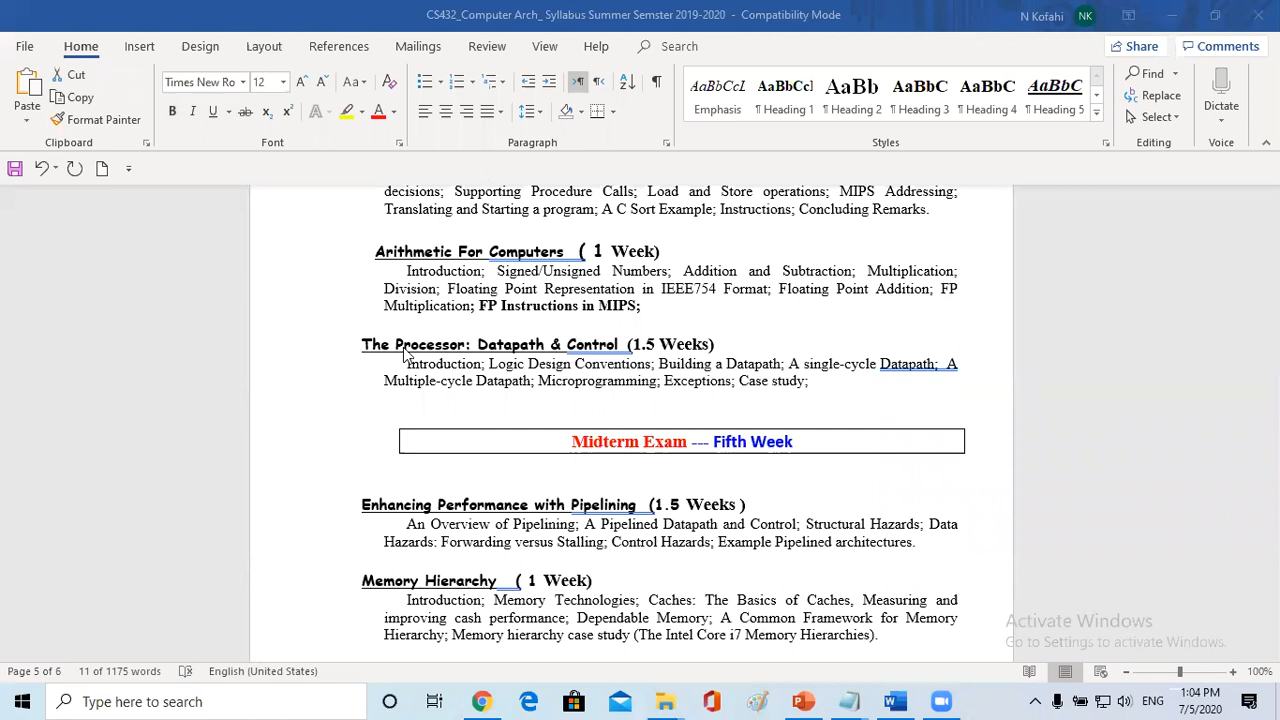 CS432_Computer Arch_ Syllabus Summer Semster 2019-2020 - Compatibility Mode
N Kofahi NK
File Home Insert Design Layout References Mailings Review View Help Search Share Comments
Paste Cut Copy Format Painter
Times New Ro 12
Emphasis ¶ Heading 1 ¶ Heading 2 ¶ Heading 3 ¶ Heading 4 ¶ Heading 5
Find Replace Select Dictate
Clipboard Font Paragraph Styles Editing Voice
decisions; Supporting Procedure Calls; Load and Store operations; MIPS Addressing;
Translating and Starting a program; A C Sort Example; Instructions; Concluding Remarks.
Arithmetic For Computers ( 1 Week)
Introduction; Signed/Unsigned Numbers; Addition and Subtraction; Multiplication;
Division; Floating Point Representation in IEEE754 Format; Floating Point Addition; FP
Multiplication; FP Instructions in MIPS;
The Processor: Datapath & Control (1.5 Weeks)
Introduction; Logic Design Conventions; Building a Datapath; A single-cycle Datapath; A
Multiple-cycle Datapath; Microprogramming; Exceptions; Case study;
Midterm Exam --- Fifth Week
Enhancing Performance with Pipelining (1.5 Weeks )
An Overview of Pipelining; A Pipelined Datapath and Control; Structural Hazards; Data
Hazards: Forwarding versus Stalling; Control Hazards; Example Pipelined architectures.
Memory Hierarchy ( 1 Week)
Introduction; Memory Technologies; Caches: The Basics of Caches, Measuring and
improving cash performance; Dependable Memory; A Common Framework for Memory
Hierarchy; Memory hierarchy case study (The Intel Core i7 Memory Hierarchies).
Activate Windows
Go to Settings to activate Windows.
Page 5 of 6 11 of 1175 words English (United States) 100%
Type here to search
ENG 1:04 PM
7/5/2020